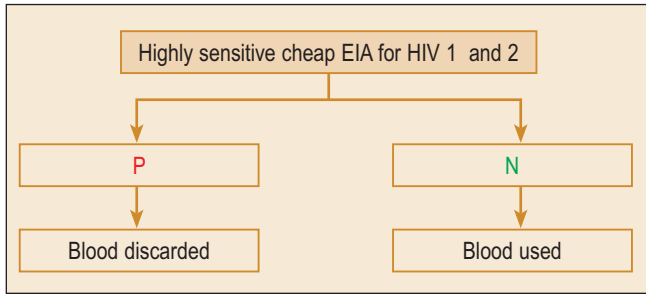 Highly sensitive cheap EIA for HIV 1 and 2
P
N
Blood discarded
Blood used